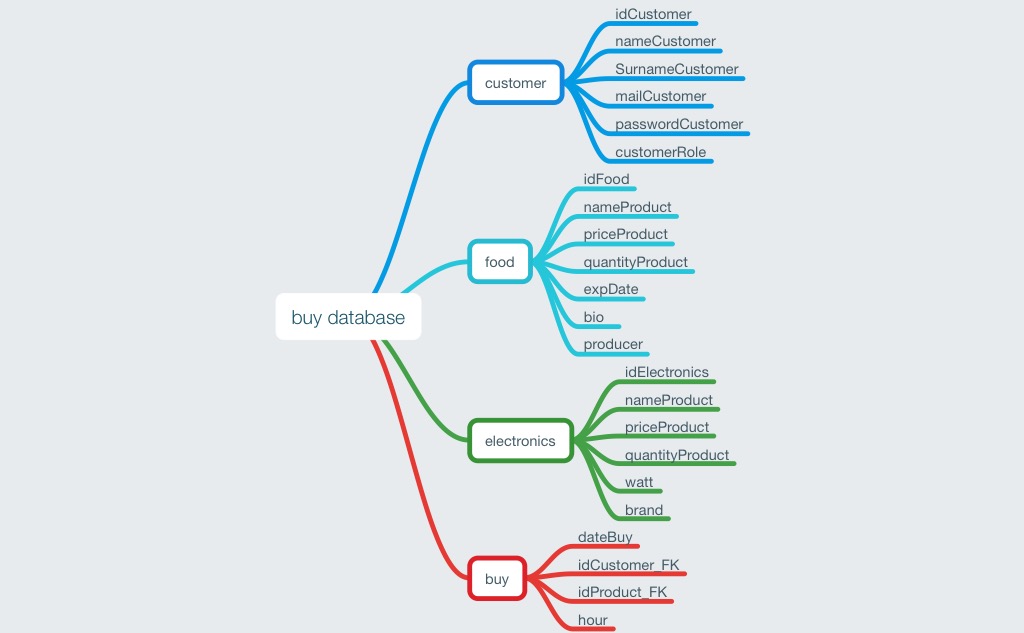 buy database
customer
idCustomer
nameCustomer
SurnameCustomer
mailCustomer
passwordCustomer
customerRole
food
idFood
nameProduct
priceProduct
quantityProduct
expDate
bio
producer
electronics
idElectronics
nameProduct
priceProduct
quantityProduct
watt
brand
buy
dateBuy
idCustomer_FK
idProduct_FK
hour